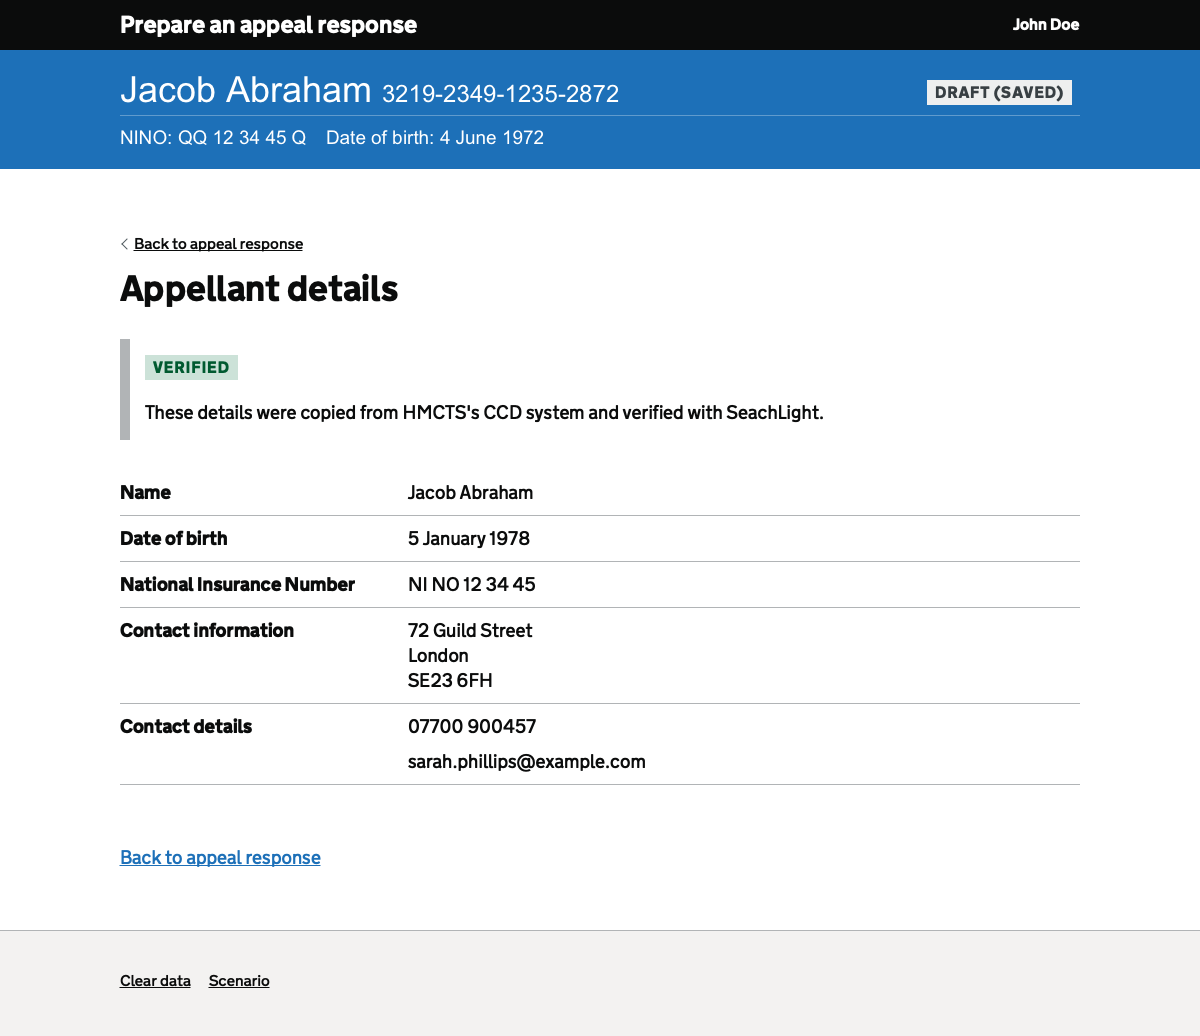 Prepare an appeal response
John Doe
Jacob Abraham 3219-2349-1235-2872
DRAFT (SAVED)
NINO: QQ 12 34 45 Q Date of birth: 4 June 1972
Back to appeal response
Appellant details
VERIFIED
These details were copied from HMCTS's CCD system and verified with SeachLight.
Name Jacob Abraham
Date of birth 5 January 1978
National Insurance Number NI NO 12 34 45
Contact information 72 Guild Street
London
SE23 6FH
Contact details 07700 900457
sarah.phillips@example.com
Back to appeal response
Clear data Scenario